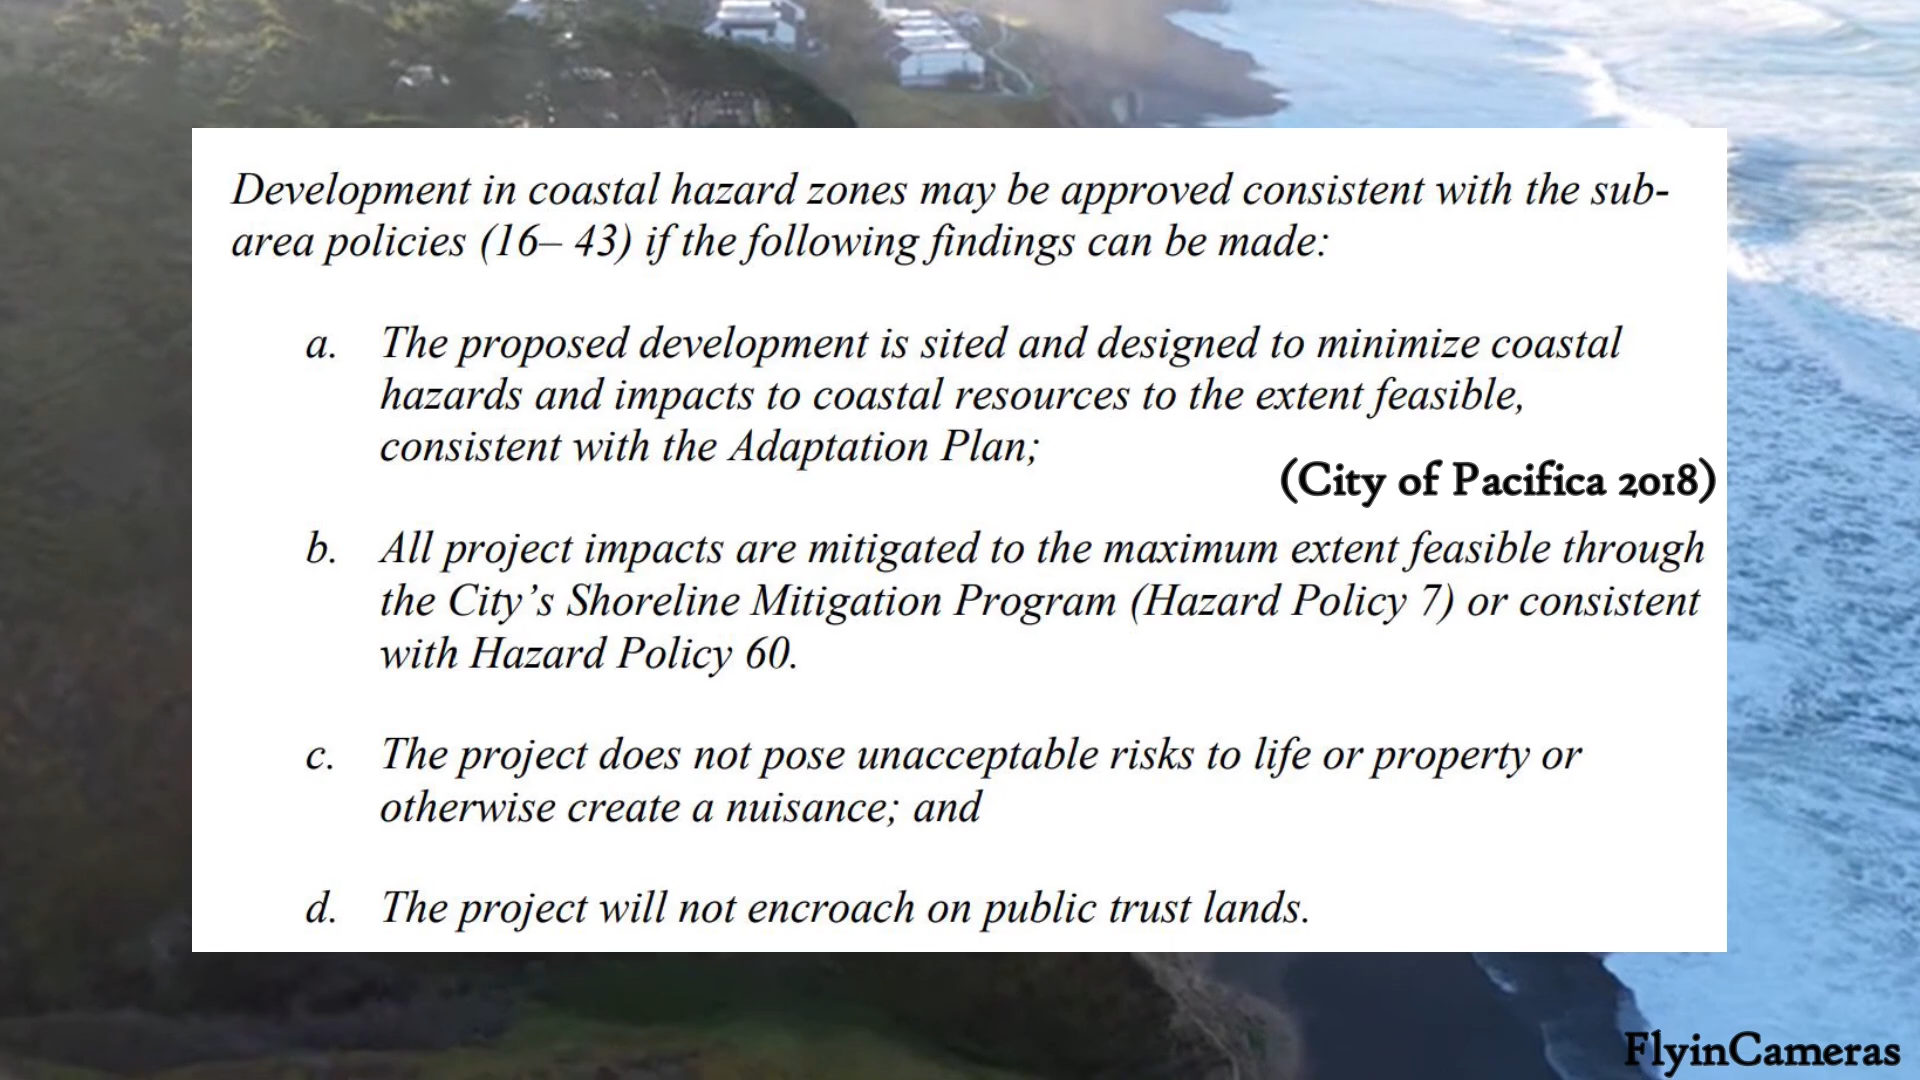 Development in coastal hazard zones may be approved consistent with the sub-
area policies (16– 43) if the following findings can be made:
a. The proposed development is sited and designed to minimize coastal
hazards and impacts to coastal resources to the extent feasible,
consistent with the Adaptation Plan;
(City of Pacifica 2018)
b. All project impacts are mitigated to the maximum extent feasible through
the City’s Shoreline Mitigation Program (Hazard Policy 7) or consistent
with Hazard Policy 60.
c. The project does not pose unacceptable risks to life or property or
otherwise create a nuisance; and
d. The project will not encroach on public trust lands.
FlyinCameras